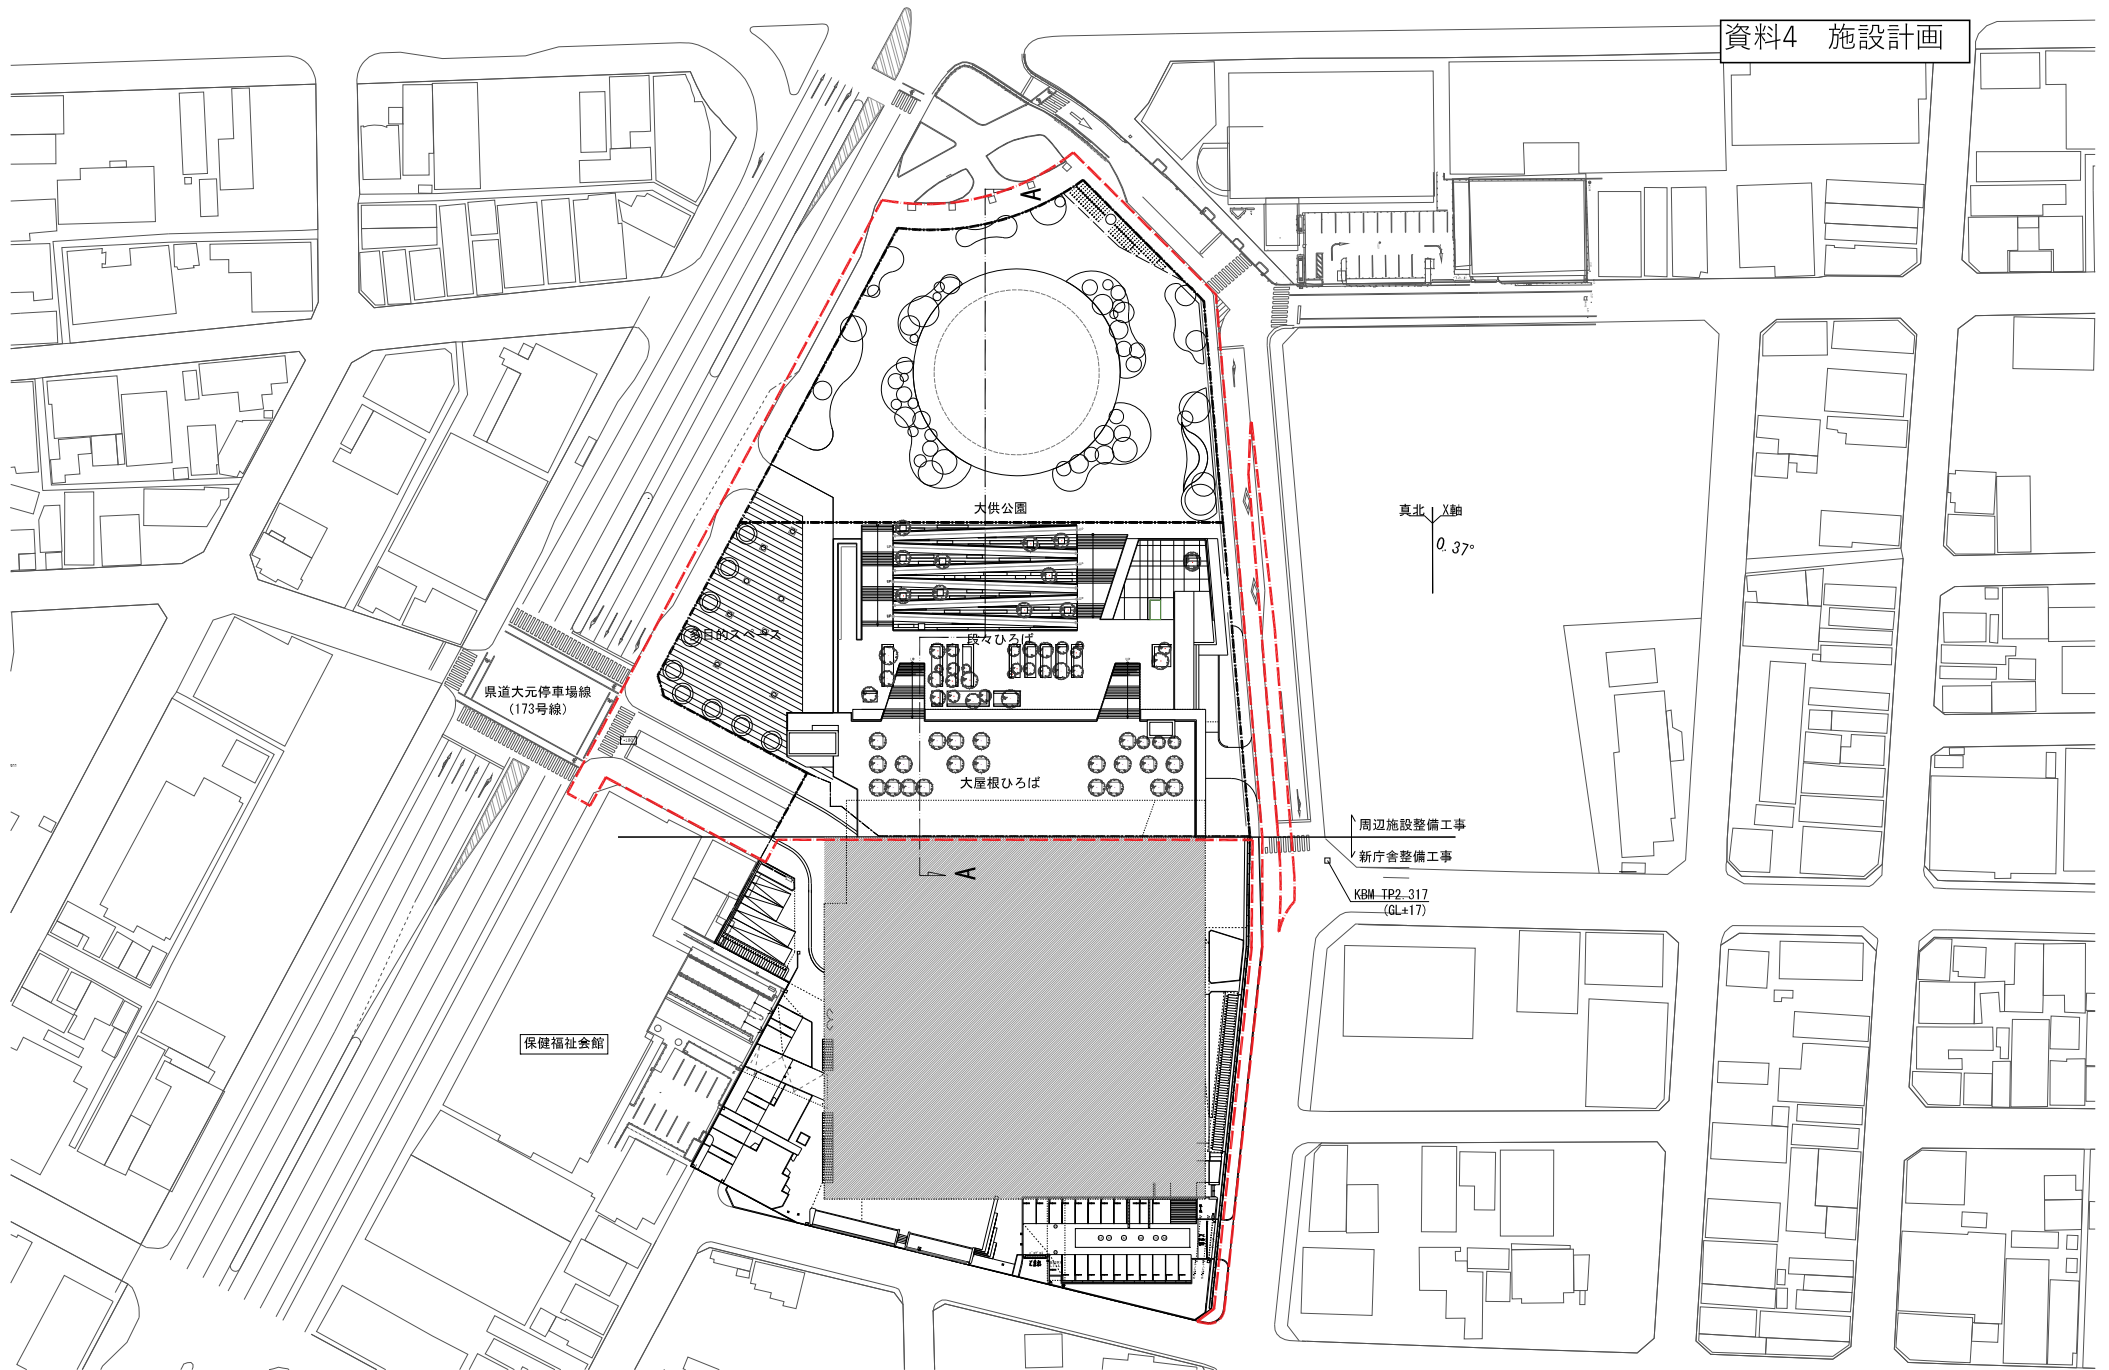 資料4　施設計画
A
大供公園
真北 X軸
0.37°
多目的スペース
段々ひろば
県道大元停車場線
(173号線)
大屋根ひろば
周辺施設整備工事
新庁舎整備工事
A
KBM TP2.317
(GL±17)
保健福祉会館